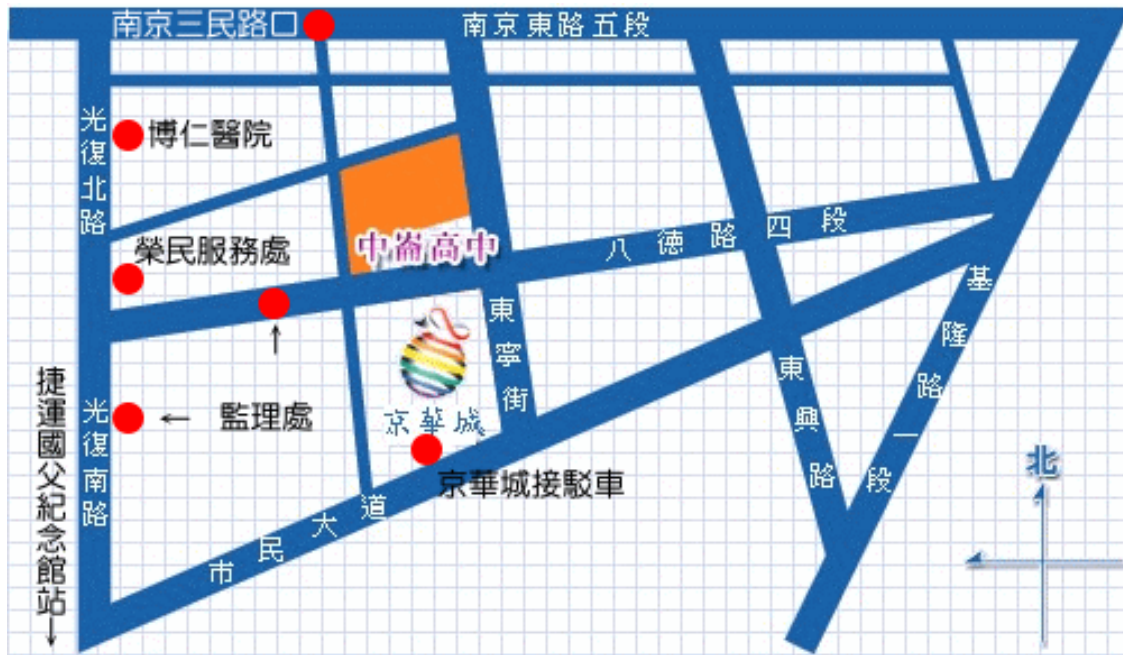 南京三民路口
南京東路五段
光復北路
博仁醫院
榮民服務處
中崙高中
八德路四段
東寧街
基隆路一段
捷運國父紀念館站↓
光復南路
↑
← 監理處
京華城
京華城接駁車
東興路
市民大道
北